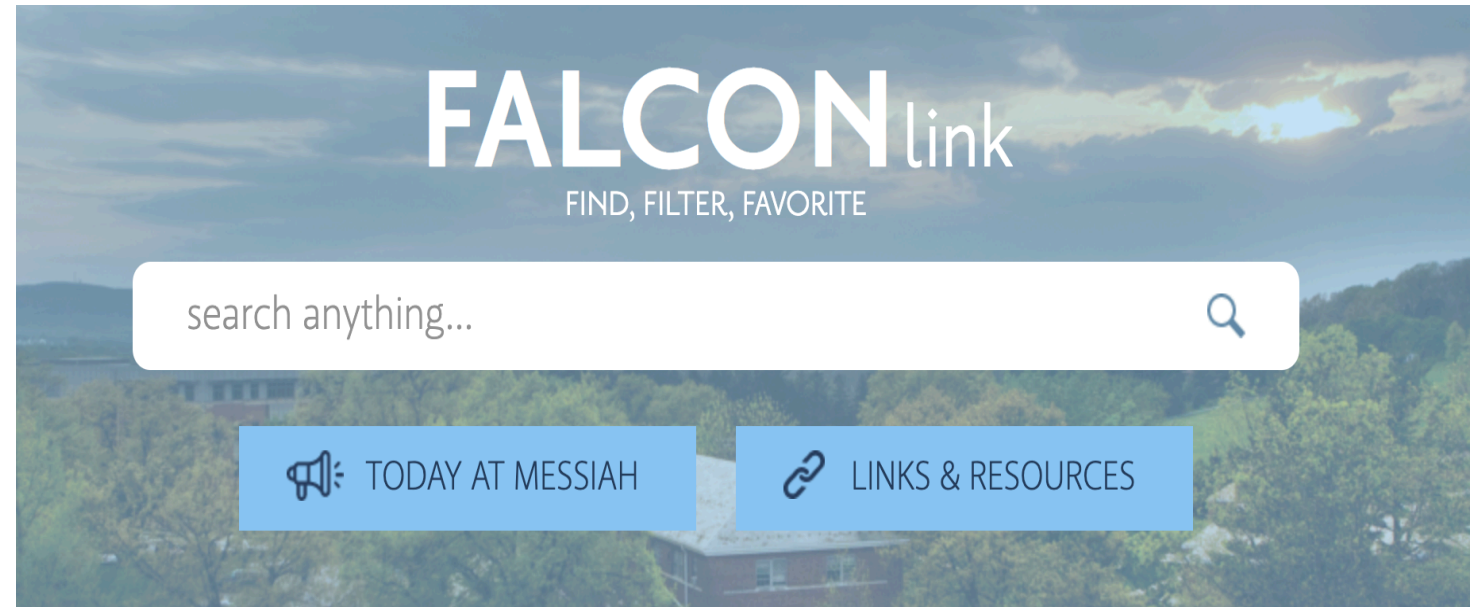 FALCON link
FIND, FILTER, FAVORITE
search anything...
TODAY AT MESSIAH
LINKS & RESOURCES